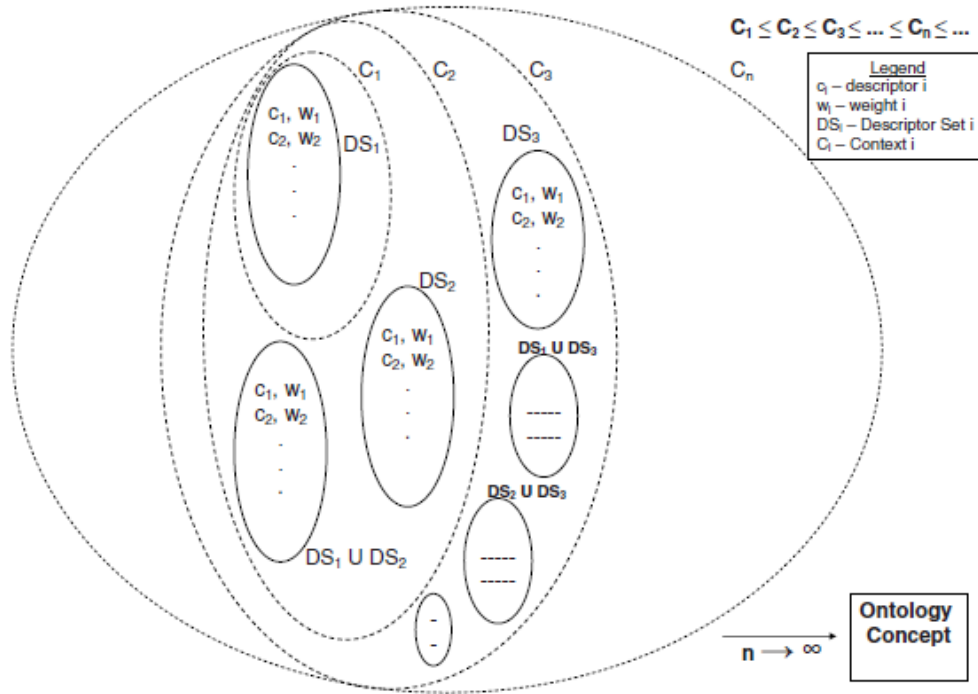 C₁ ≤ C₂ ≤ C₃ ≤ ... ≤ Cₙ ≤ ...
C₁
C₂
C₃
Cₙ
Legend
cᵢ – descriptor i
wᵢ – weight i
DSᵢ – Descriptor Set i
Cᵢ – Context i
C₁, W₁
C₂, W₂
.
.
.
DS₁
DS₃
C₁, W₁
C₂, W₂
.
.
.
DS₂
C₁, W₁
C₂, W₂
.
.
.
DS₁ U DS₃
-----
-----
C₁, W₁
C₂, W₂
.
.
.
DS₁ U DS₂
DS₂ U DS₃
-----
-----
-
-
n → ∞
Ontology
Concept